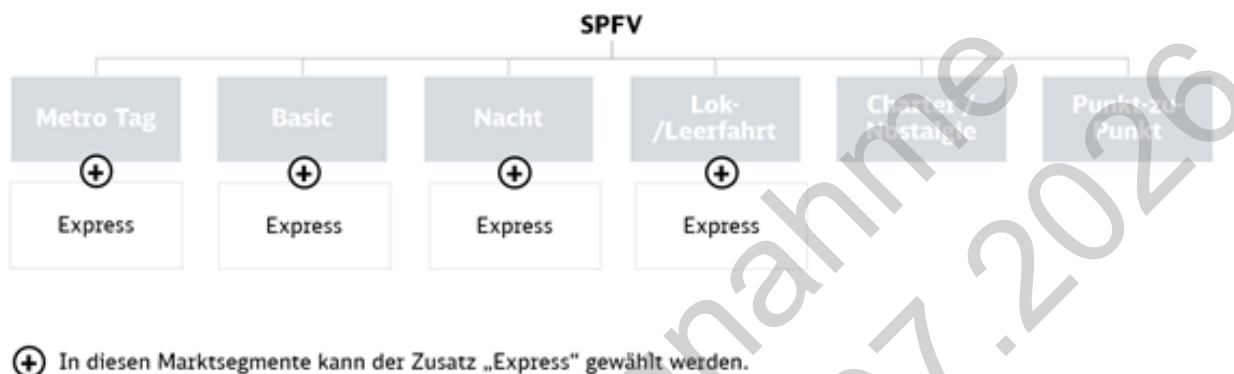 SPFV
Metro Tag
Basic
Nacht
Lok-
/Leerfahrt
Charter /
Nostalgie
Punkt-zu-
Punkt
Express
Express
Express
Express
In diesen Marktsegmente kann der Zusatz „Express“ gewählt werden.